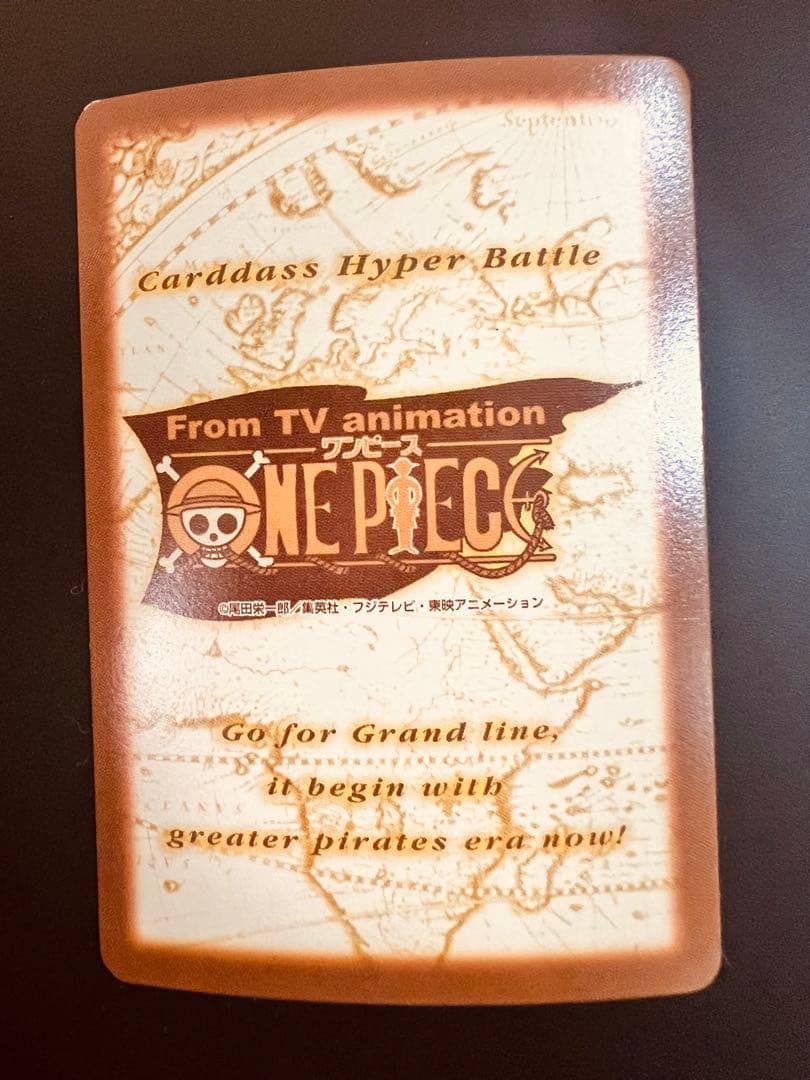 Septentrio
Carddass Hyper Battle
From TV animation
ワンピース
ONE PIECE
©尾田栄一郎/集英社・フジテレビ・東映アニメーション
Go for Grand line,
it begin with
greater pirates era now!